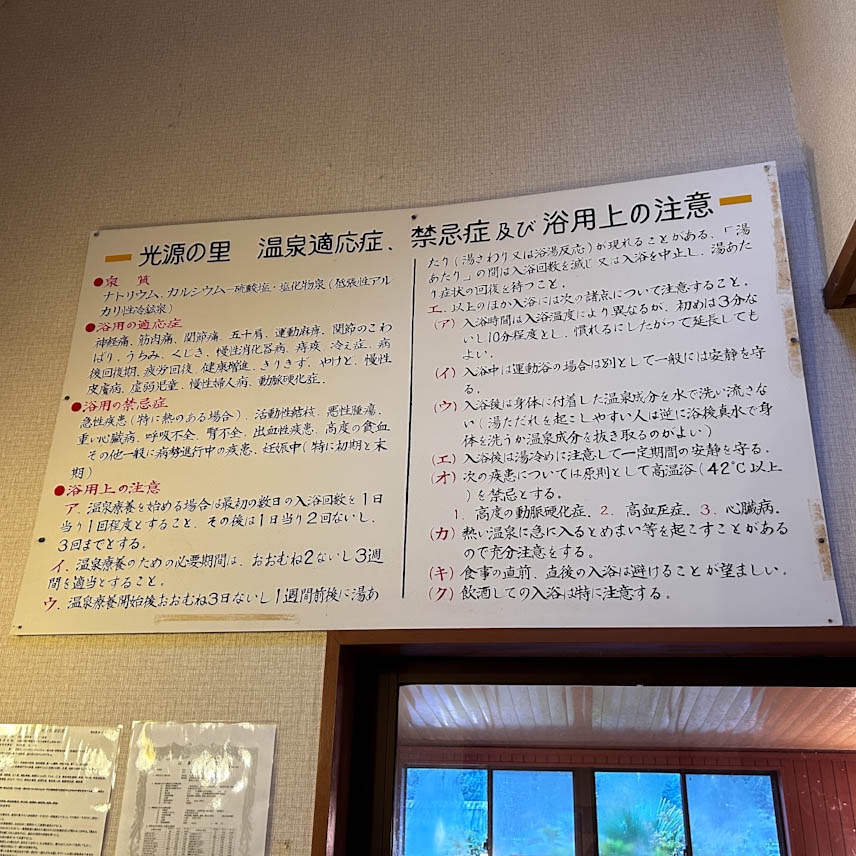 光源の里 温泉適応症、禁忌症及び浴用上の注意
●泉質
ナトリウム、カルシウム－硫酸塩・塩化物泉(低張性アル
カリ性冷鉱泉)
●浴用の適応症
神経痛、筋肉痛、関節痛、五十肩、運動麻痺、関節のこわ
ばり、うちみ、くじき、慢性消化器病、痔疾、冷え症、病
後回復期、疲労回復、健康増進、きりきず、やけど、慢性
皮膚病、虚弱児童、慢性婦人病、動脈硬化症、
●浴用の禁忌症
急性疾患(特に熱のある場合)、活動性結核、悪性腫瘍、
重い心臓病、呼吸不全、腎不全、出血性疾患、高度の貧血
その他一般に病勢進行中の疾患、妊娠中(特に初期と末
期)
●浴用上の注意
ア、温泉療養を始める場合は最初の数日の入浴回数を1日
当り1回程度とすること、その後は1日当り2回ないし、
3回までとする。
イ、温泉療養のための必要期間は、おおむね2ないし3週
間を適当とすること。
ウ、温泉療養開始後おおむね3日ないし1週間前後に湯あ
たり(湯さわり又は浴湯反応)が現れることがある、「湯
あたり」の間は入浴回数を減じ又は入浴を中止し、湯あた
り症状の回復を待つこと。
エ、以上のほか入浴には次の諸点について注意すること。
(ア) 入浴時間は入浴温度により異なるが、初めは3分な
いし10分程度とし、慣れるにしたがって延長しても
よい。
(イ) 入浴中は運動浴の場合は別として一般には安静を守
る。
(ウ) 入浴後は身体に付着した温泉成分を水で洗い流さな
い(湯ただれを起こしやすい人は逆に浴後真水で身
体を洗うか温泉成分を抜き取るのがよい)
(エ) 入浴後は湯冷めに注意して一定期間の安静を守る。
(オ) 次の疾患については原則として高温浴(42℃以上
)を禁忌とする。
1. 高度の動脈硬化症、2. 高血圧症、3. 心臓病、
(カ) 熱い温泉に急に入るとめまい等を起こすことがある
ので充分注意をする。
(キ) 食事の直前、直後の入浴は避けることが望ましい。
(ク) 飲酒しての入浴は特に注意する。